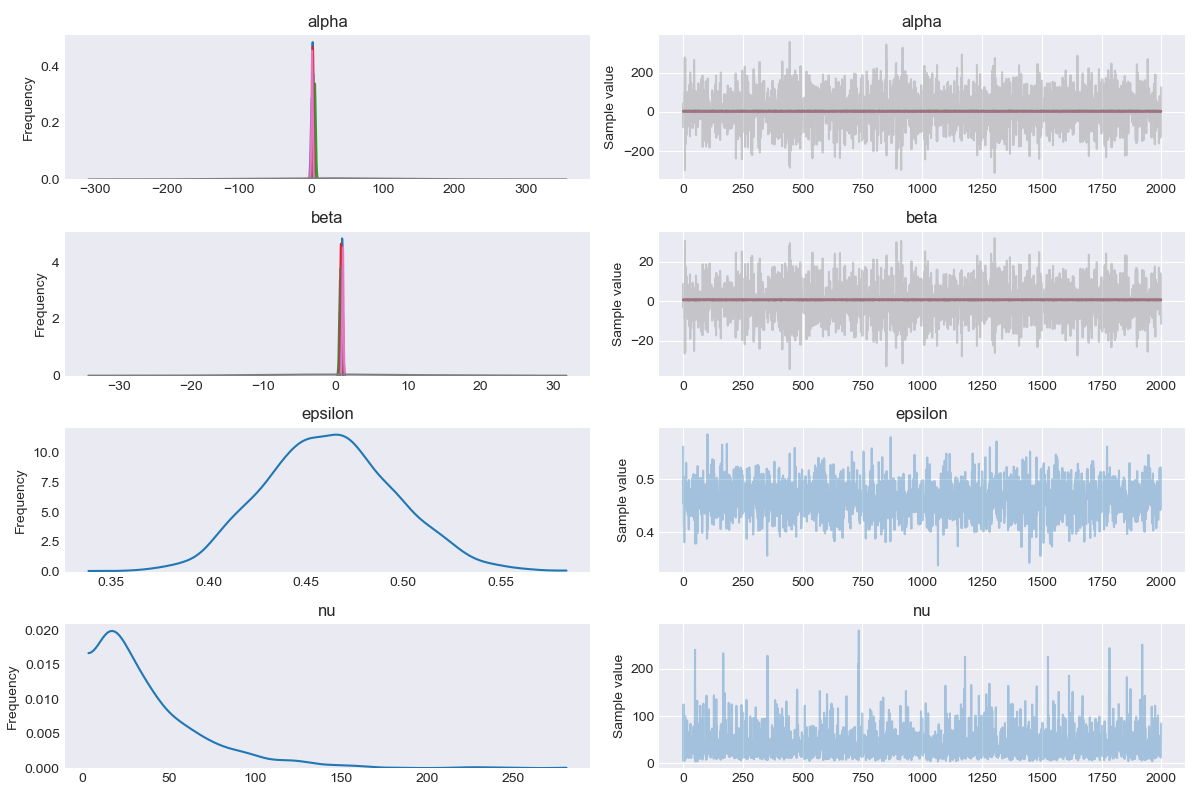 alpha
Frequency
0.4
0.2
0.0
−300 −200 −100 0 100 200 300
alpha
Sample value
200
0
−200
0 250 500 750 1000 1250 1500 1750 2000
beta
Frequency
4
2
0
−30 −20 −10 0 10 20 30
beta
Sample value
20
0
−20
0 250 500 750 1000 1250 1500 1750 2000
epsilon
Frequency
10.0
7.5
5.0
2.5
0.0
0.35 0.40 0.45 0.50 0.55
epsilon
Sample value
0.5
0.4
0 250 500 750 1000 1250 1500 1750 2000
nu
Frequency
0.020
0.015
0.010
0.005
0.000
0 50 100 150 200 250
nu
Sample value
200
100
0
0 250 500 750 1000 1250 1500 1750 2000